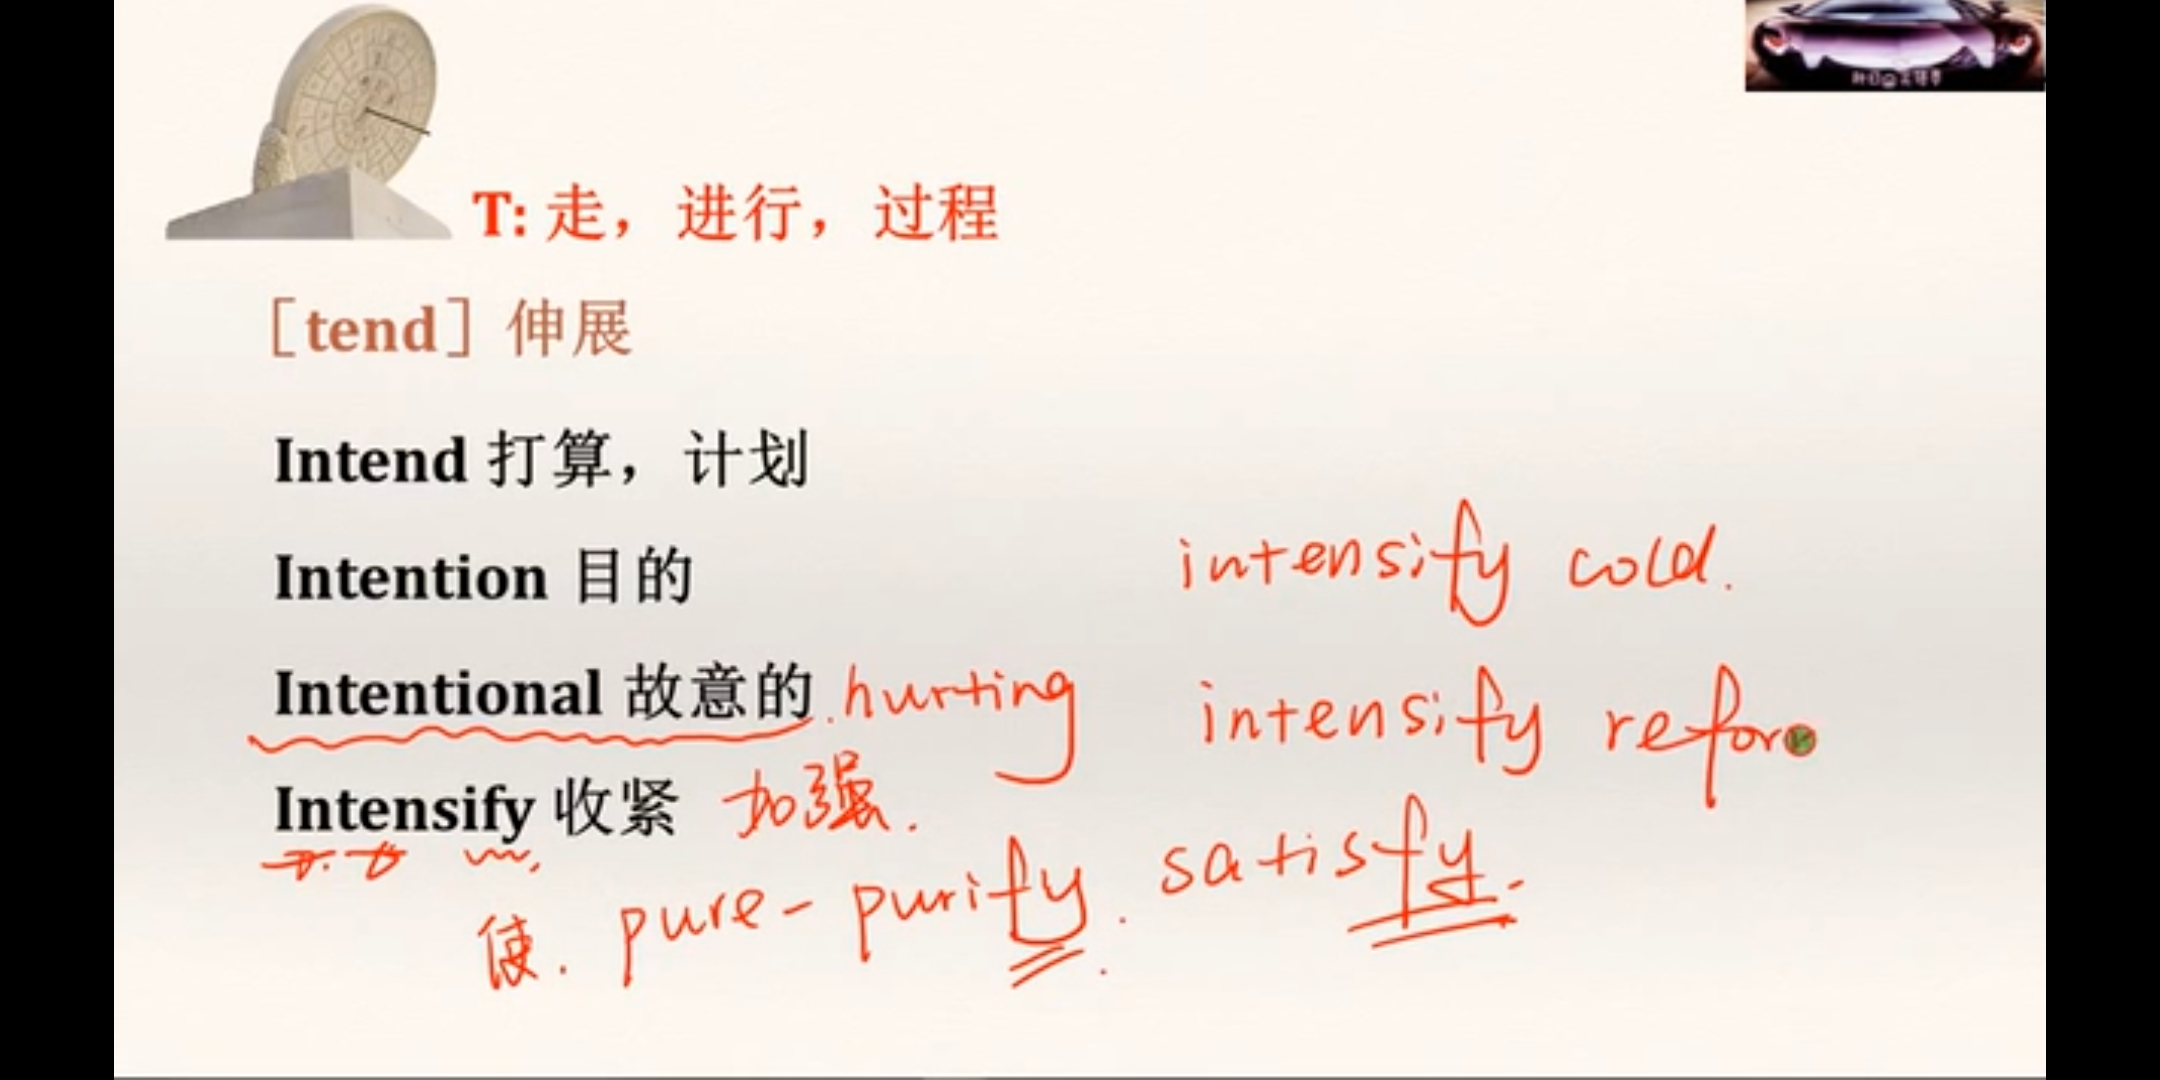 T: 走，进行，过程
［tend］伸展
Intend 打算，计划
Intention 目的
intensify cold.
Intentional 故意的 . hurting
intensify refor
Intensify 收紧 加强.
使. pure - purify. satisfy.